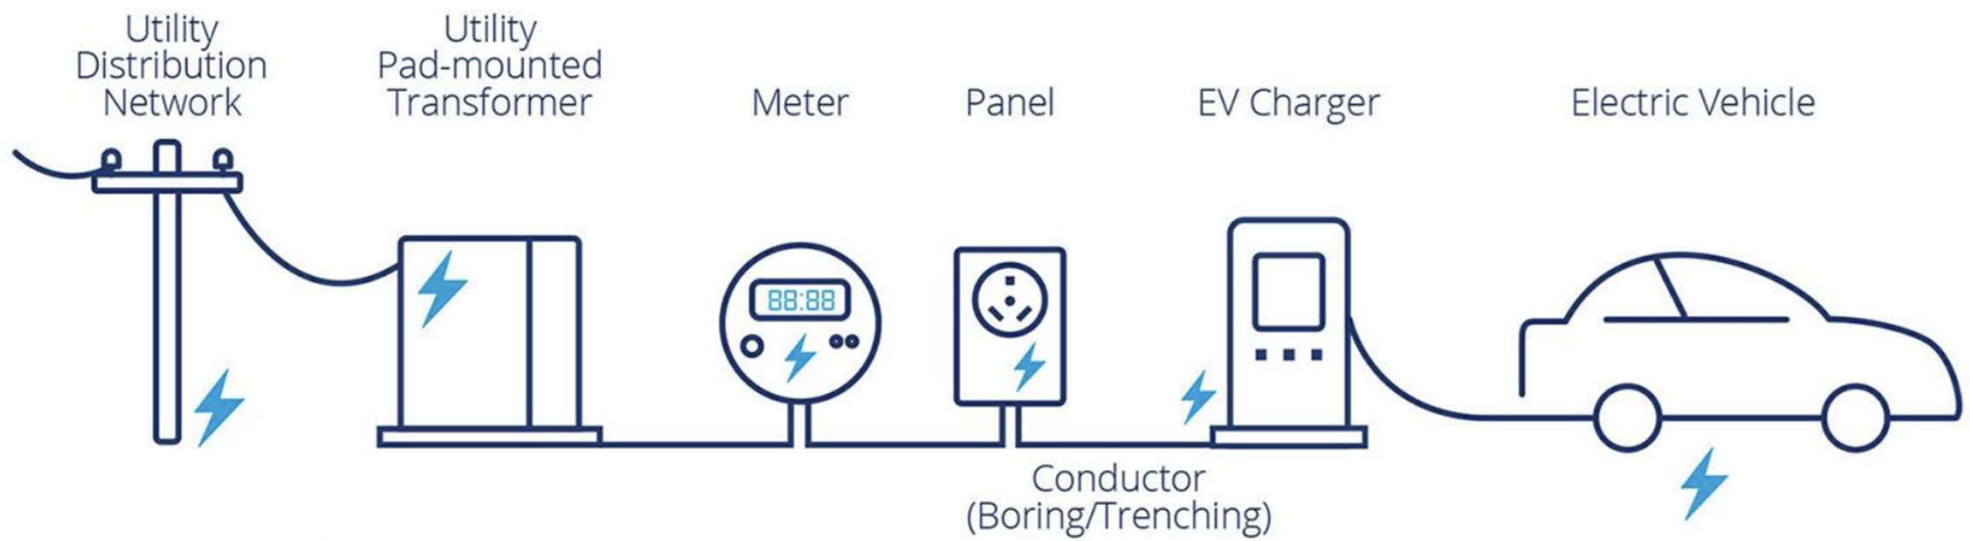 Utility
Distribution
Network
Utility
Pad-mounted
Transformer
Meter
Panel
EV Charger
Electric Vehicle
88:88
Conductor
(Boring/Trenching)